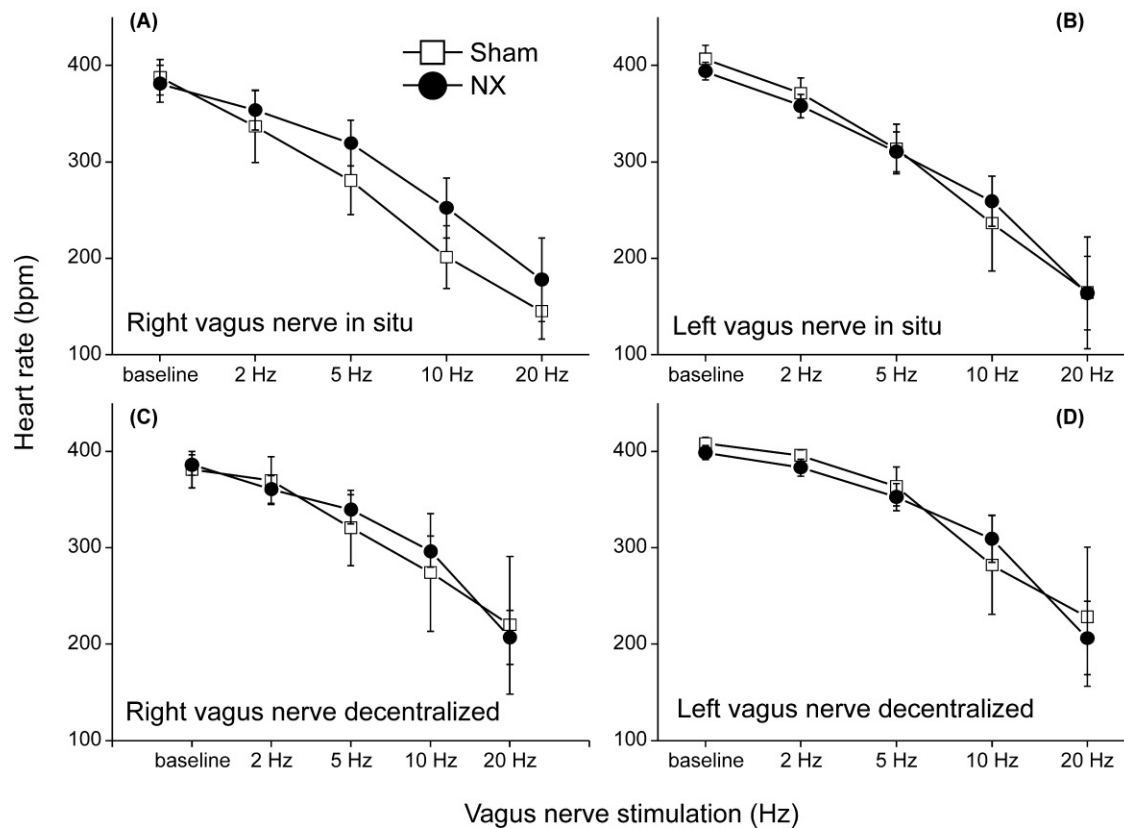 (A)
Sham
NX
400
300
200
100
Right vagus nerve in situ
baseline 2 Hz 5 Hz 10 Hz 20 Hz
(B)
400
300
200
100
Left vagus nerve in situ
baseline 2 Hz 5 Hz 10 Hz 20 Hz
Heart rate (bpm)
(C)
400
300
200
100
Right vagus nerve decentralized
baseline 2 Hz 5 Hz 10 Hz 20 Hz
(D)
400
300
200
100
Left vagus nerve decentralized
baseline 2 Hz 5 Hz 10 Hz 20 Hz
Vagus nerve stimulation (Hz)